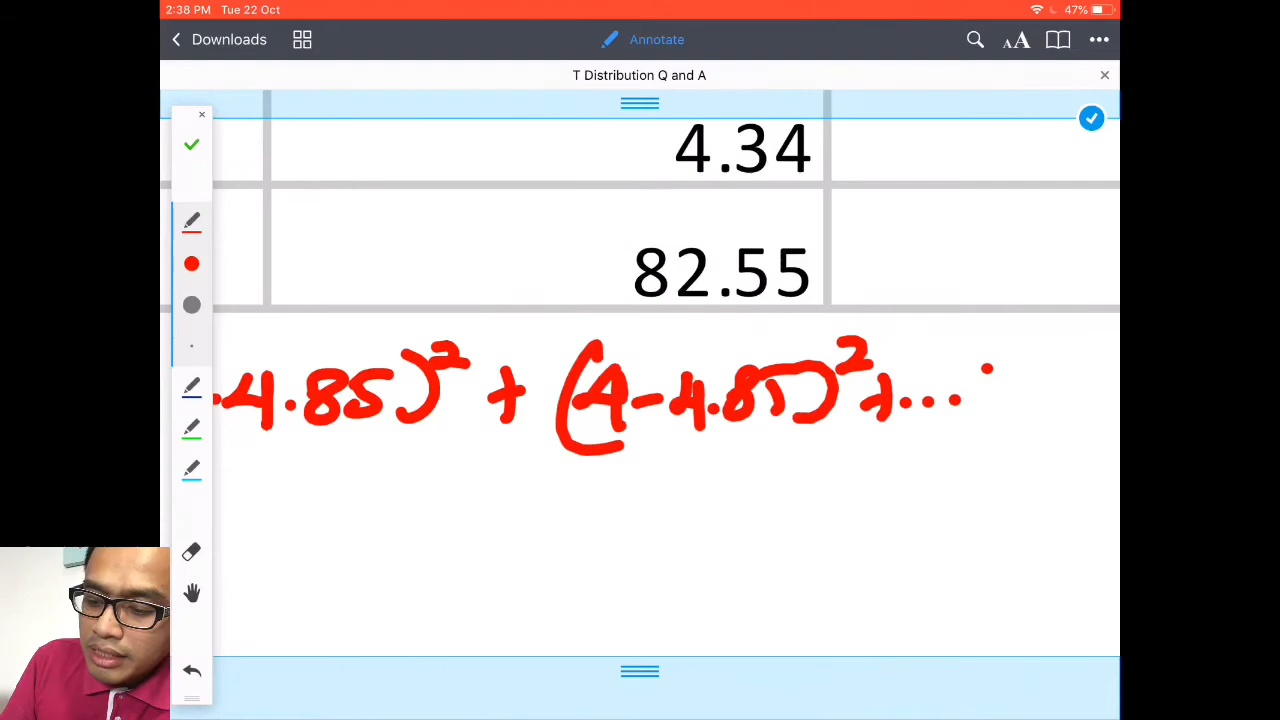 2:38 PM Tue 22 Oct 47%
Downloads Annotate AA
T Distribution Q and A
4.34
82.55
.4.85)² + (4-4.85)²+...